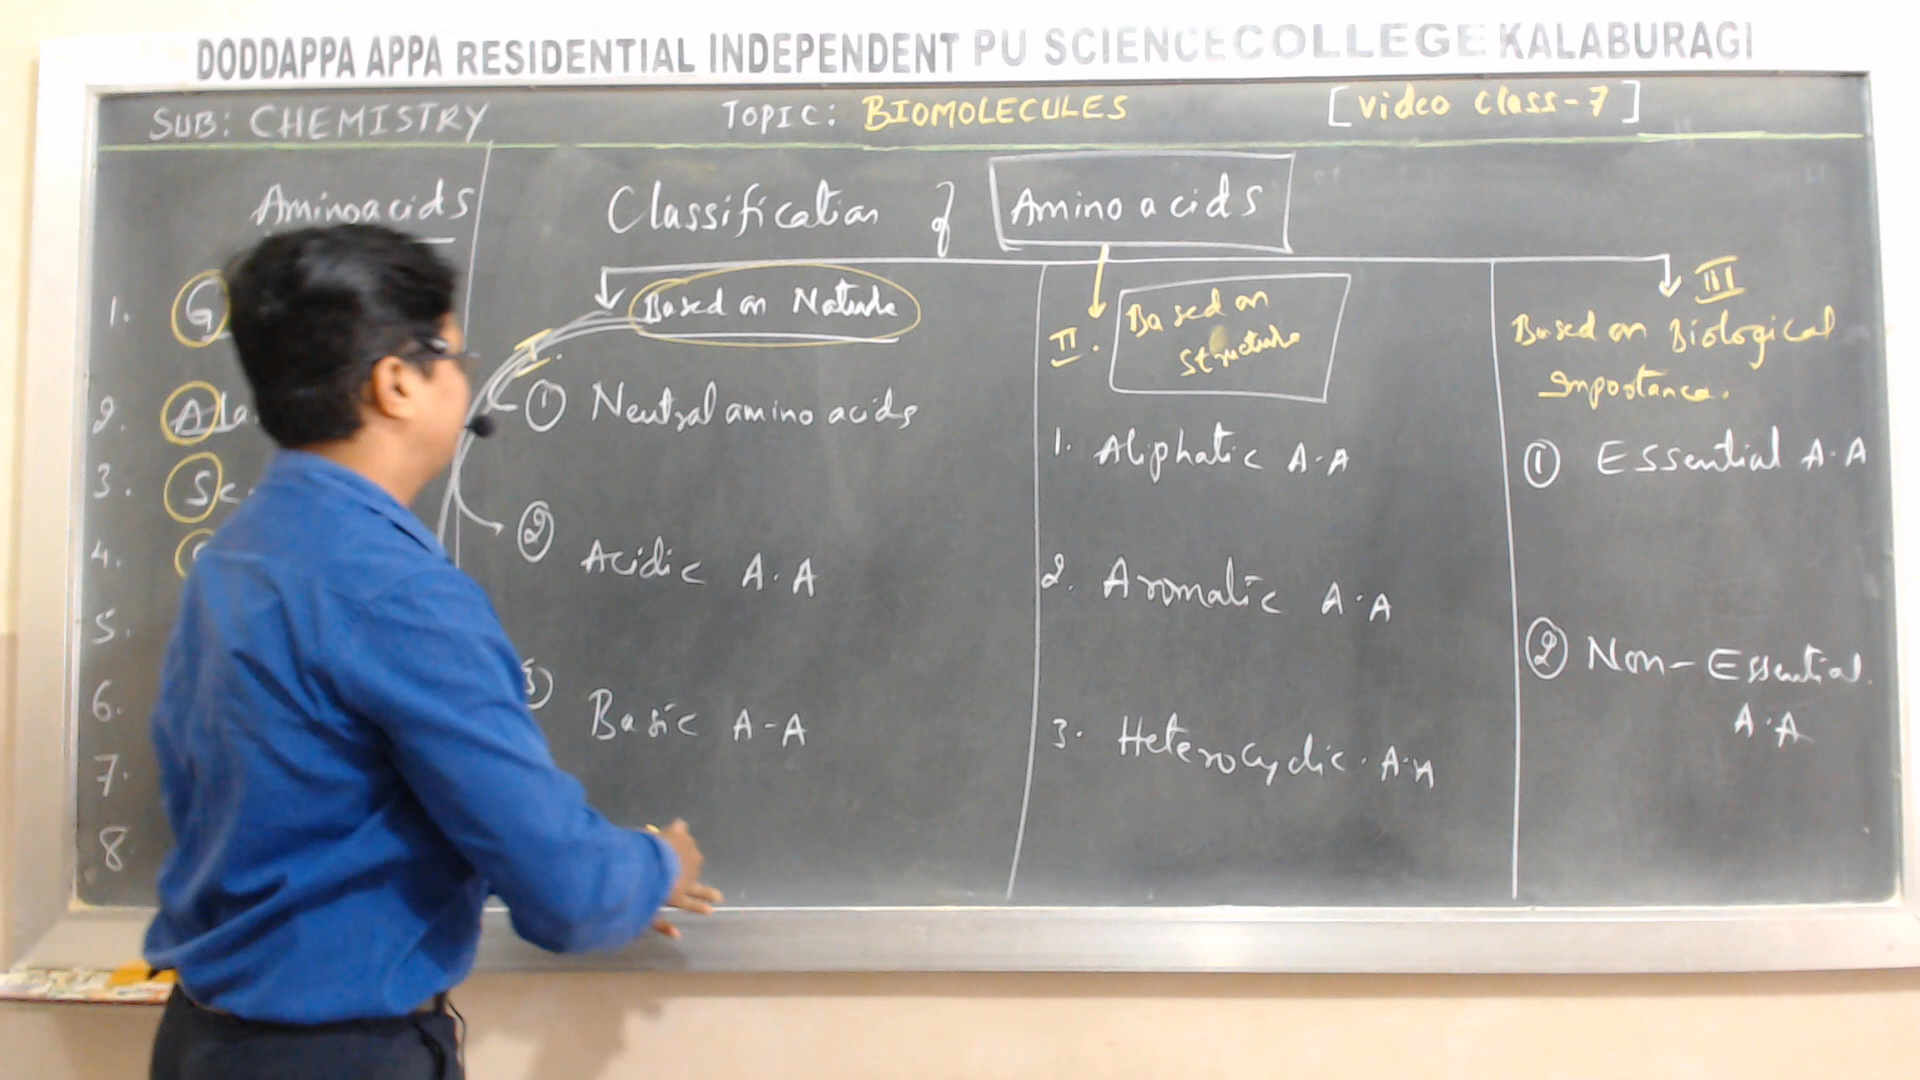 DODDAPPA APPA RESIDENTIAL INDEPENDENT PU SCIENCE COLLEGE KALABURAGI
SUB: CHEMISTRY
TOPIC: BIOMOLECULES
[Video Class-7]
Aminoacids
1. G
2. Ala.
3. Se
4.
5.
6.
7.
8
Classification of Amino acids
I.
Based on Nature
① Neutral amino acids
② Acidic A.A
③ Basic A-A
II.
Based on
Structure
1. Aliphatic A-A
2. Aromatic A.A
3. Heterocyclic. A.A
III
Based on Biological
Importance.
① Essential A.A
② Non-Essential.
A.A